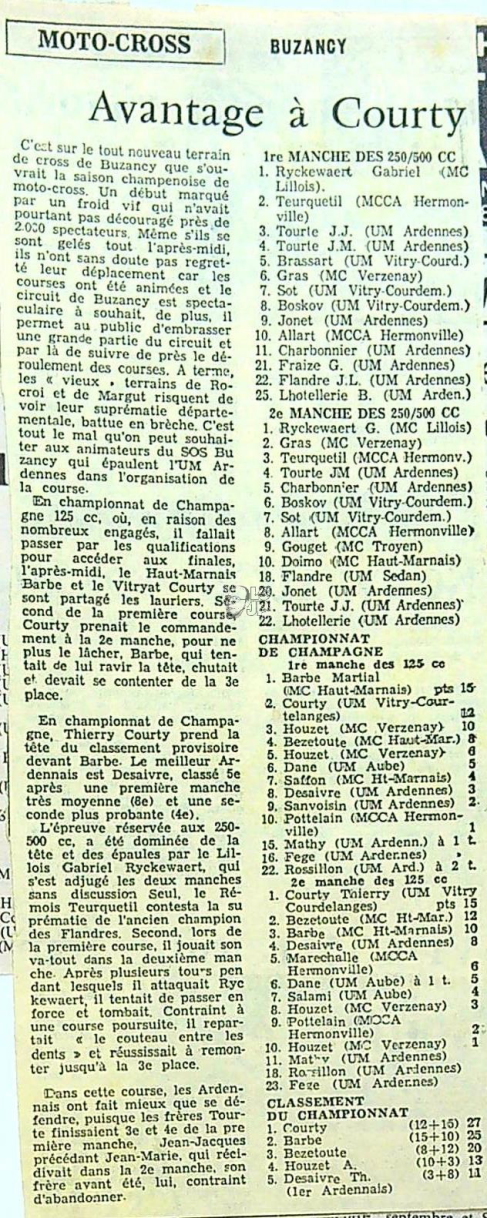 MOTO-CROSS
BUZANCY
Avantage à Courty
C'est sur le tout nouveau terrain
de cross de Buzancy que s'ou-
vrait la saison champenoise de
moto-cross. Un début marqué
par un froid vif qui n'avait
pourtant pas découragé près de
2.000 spectateurs. Même s'ils se
sont gelés tout l'après-midi,
ils n'ont sans doute pas regret-
té leur déplacement car les
courses ont été animées et le
circuit de Buzancy est specta-
culaire à souhait, de plus, il
permet au public d'embrasser
une grande partie du circuit et
par là de suivre de près le dé-
roulement des courses. A terme,
les « vieux » terrains de Ro-
croi et de Margut risquent de
voir leur suprématie départe-
mentale, battue en brèche. C'est
tout le mal qu'on peut souhai-
ter aux animateurs du SOS Bu
zancy qui épaulent l'UM Ar-
dennes dans l'organisation de
la course.
En championnat de Champa-
gne 125 cc, où, en raison des
nombreux engagés, il fallait
passer par les qualifications
pour accéder aux finales,
l'après-midi, le Haut-Marnais
Barbe et le Vitryat Courty se
sont partagé les lauriers. Se-
cond de la première course
Courty prenait le commande-
ment à la 2e manche, pour ne
plus le lâcher, Barbe, qui ten-
tait de lui ravir la tête, chutait
et devait se contenter de la 3e
place.
En championnat de Champa-
gne, Thierry Courty prend la
tête du classement provisoire
devant Barbe. Le meilleur Ar-
dennais est Desaivre, classé 5e
après une première manche
très moyenne (8e) et une se-
conde plus probante (4e).
L'épreuve réservée aux 250-
500 cc, a été dominée de la
tête et des épaules par le Lil-
lois Gabriel Ryckewaert, qui
s'est adjugé les deux manches
sans discussion Seul, le Ré-
mois Teurquetil contesta la su
prématie de l'ancien champion
des Flandres. Second, lors de
la première course, il jouait son
va-tout dans la deuxième man
che. Après plusieurs tours pen
dant lesquels il attaquait Ryc
kewaert, il tentait de passer en
force et tombait. Contraint à
une course poursuite, il repar-
tait « le couteau entre les
dents » et réussissait à remon-
ter jusqu'à la 3e place.
Dans cette course, les Arden-
nais ont fait mieux que se dé-
fendre, puisque les frères Tour-
te finissaient 3e et 4e de la pre
mière manche, Jean-Jacques
précédant Jean-Marie, qui réci-
divait dans la 2e manche, son
frère ayant été, lui, contraint
d'abandonner.
1re MANCHE DES 250/500 CC
1. Ryckewaert Gabriel (MC
Lillois).
2. Teurquetil (MCCA Hermon-
ville)
3. Tourte J.J. (UM Ardennes)
4. Tourte J.M. (UM Ardennes)
5. Brassart (UM Vitry-Courd.)
6. Gras (MC Verzenay)
7. Sot (UM Vitry-Courdem.)
8. Boskov (UM Vitry-Courdem.)
9. Jonet (UM Ardennes)
10. Allart (MCCA Hermonville)
11. Charbonnier (UM Ardennes)
21. Fraize G. (UM Ardennes)
22. Flandre J.L. (UM Ardennes)
25. Lhotellerie B. (UM Arden.)
2e MANCHE DES 250/500 CC
1. Ryckewaert G. (MC Lillois)
2. Gras (MC Verzenay)
3. Teurquetil (MCCA Hermonv.)
4. Tourte JM (UM Ardennes)
5. Charbonnier (UM Ardennes)
6. Boskov (UM Vitry-Courdem.)
7. Sot (UM Vitry-Courdem.)
8. Allart (MCCA Hermonville)
9. Gouget (MC Troyen)
10. Doimo (MC Haut-Marnais)
18. Flandre (UM Sedan)
20. Jonet (UM Ardennes)
21. Tourte J.J. (UM Ardennes)
22. Lhotellerie (UM Ardennes)
CHAMPIONNAT
DE CHAMPAGNE
1re manche des 125 cc
1. Barbe Martial
(MC Haut-Marnais) pts 15
2. Courty (UM Vitry-Cour-
telanges) 12
3. Houzet (MC Verzenay) 10
4. Bezetoute (MC Haut-Mar.) 8
5. Houzet (MC Verzenay) 6
6. Dane (UM Aube) 5
7. Saffon (MC Ht-Marnais) 4
8. Desaivre (UM Ardennes) 3
9. Sanvoisin (UM Ardennes) 2
10. Pottelain (MCCA Hermon-
ville) 1
15. Mathy (UM Ardenn.) à 1 t.
16. Fege (UM Ardennes) »
22. Rossillon (UM Ard.) à 2 t.
2e manche des 125 cc
1. Courty Thierry (UM Vitry
Courdelanges) pts 15
2. Bezetoute (MC Ht-Mar.) 12
3. Barbe (MC Ht-Marnais) 10
4. Desaivre (UM Ardennes) 8
5. Marechalle (MCCA
Hermonville) 6
6. Dane (UM Aube) à 1 t. 5
7. Salami (UM Aube) 4
8. Houzet (MC Verzenay) 3
9. Pottelain (MCCA
Hermonville) 2
10. Houzet (MC Verzenay) 1
11. Mathy (UM Ardennes)
18. Rossillon (UM Ardennes)
23. Feze (UM Ardennes)
CLASSEMENT
DU CHAMPIONNAT
1. Courty (12+15) 27
2. Barbe (15+10) 25
3. Bezetoute (8+12) 20
4. Houzet A. (10+3) 13
5. Desaivre Th. (3+8) 11
(1er Ardennais)